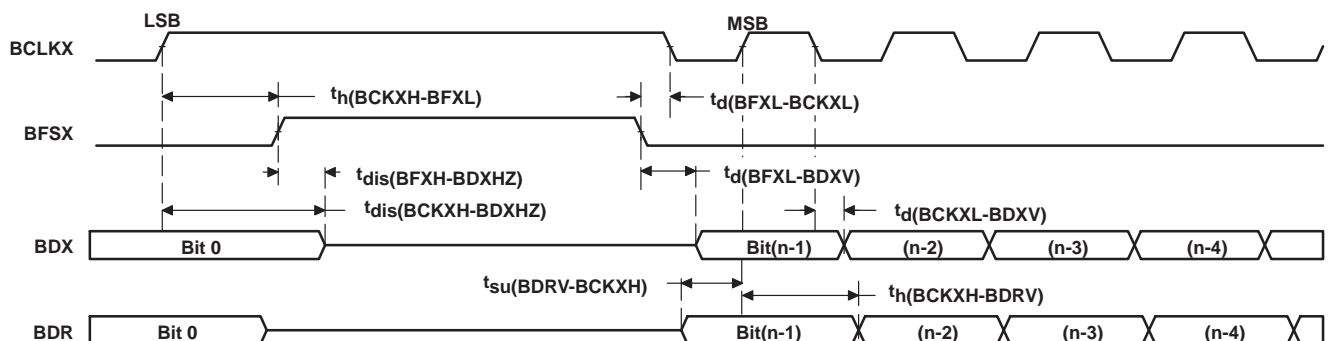 LSB MSB
BCLKX
th(BCKXH-BFXL) td(BFXL-BCKXL)
BFSX
tdis(BFXH-BDXHZ) td(BFXL-BDXV)
tdis(BCKXH-BDXHZ) td(BCKXL-BDXV)
BDX Bit 0 Bit(n-1) (n-2) (n-3) (n-4)
tsu(BDRV-BCKXH) th(BCKXH-BDRV)
BDR Bit 0 Bit(n-1) (n-2) (n-3) (n-4)